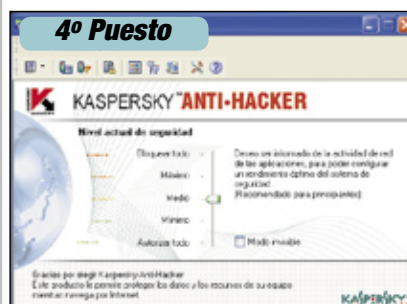 4º Puesto
KASPERSKY™ ANTI-HACKER
Nivel actual de seguridad
Bloquear todo
Máximo
Medio
Mínimo
Autorizar todo
Deseo ser informado de la actividad de red
de las aplicaciones, para poder configurar
un rendimiento óptimo del sistema de
seguridad
(Recomendado para principiantes)
Modo invisible
Gracias por elegir Kaspersky Anti-Hacker
Este producto le permite proteger los datos y los recursos de su equipo
mientras navega por Internet
KASPERSKY